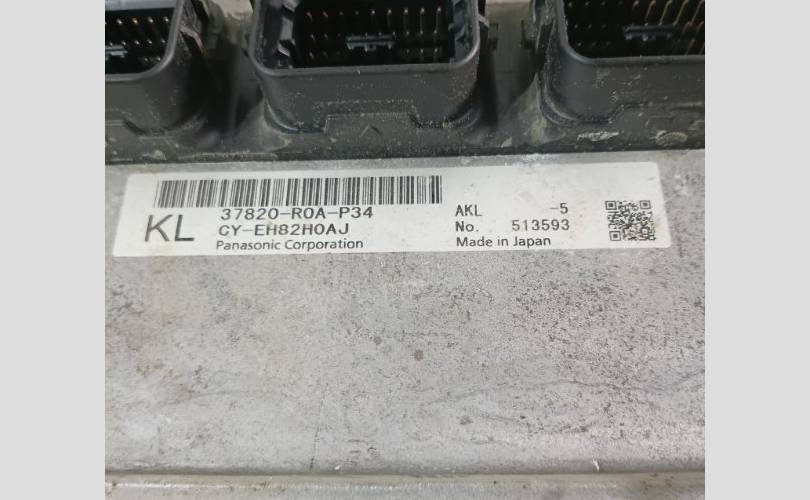 KL
37820-R0A-P34
CY-EH82H0AJ
Panasonic Corporation
AKL -5
No. 513593
Made in Japan